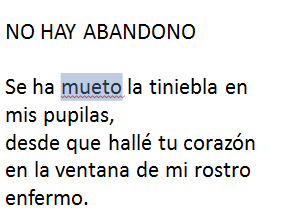 NO HAY ABANDONO
Se ha mueto la tiniebla en
mis pupilas,
desde que hallé tu corazón
en la ventana de mi rostro
enfermo.